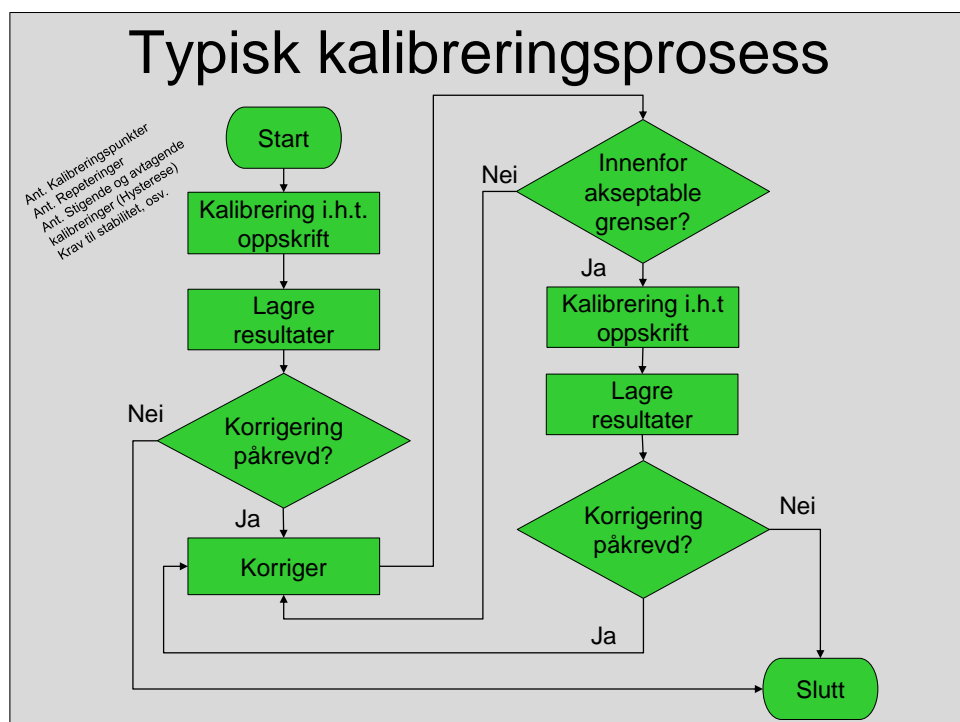 Typisk kalibreringsprosess
Ant. Kalibreringspunkter
Ant. Repeteringer
Ant. Stigende og avtagende
kalibreringer (Hysterese)
Krav til stabilitet, osv.
Start
Kalibrering i.h.t.
oppskrift
Lagre
resultater
Nei
Korrigering
påkrevd?
Ja
Korriger
Nei
Innenfor
akseptable
grenser?
Ja
Kalibrering i.h.t
oppskrift
Lagre
resultater
Korrigering
påkrevd?
Nei
Ja
Slutt